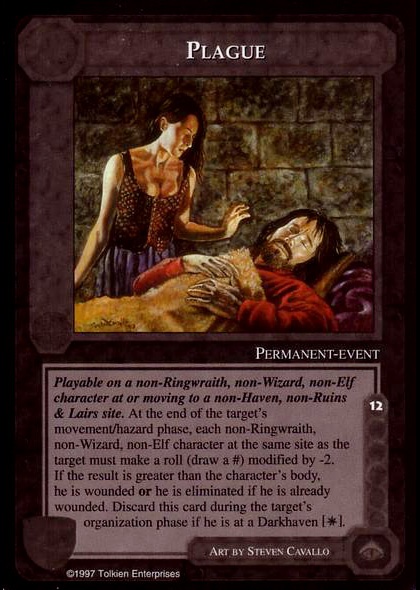 PLAGUE
PERMANENT-EVENT
Playable on a non-Ringwraith, non-Wizard, non-Elf
character at or moving to a non-Haven, non-Ruins
& Lairs site. At the end of the target's
movement/hazard phase, each non-Ringwraith,
non-Wizard, non-Elf character at the same site as the
target must make a roll (draw a #) modified by -2.
If the result is greater than the character's body,
he is wounded or he is eliminated if he is already
wounded. Discard this card during the target's
organization phase if he is at a Darkhaven [☀].
12
ART BY STEVEN CAVALLO
©1997 Tolkien Enterprises